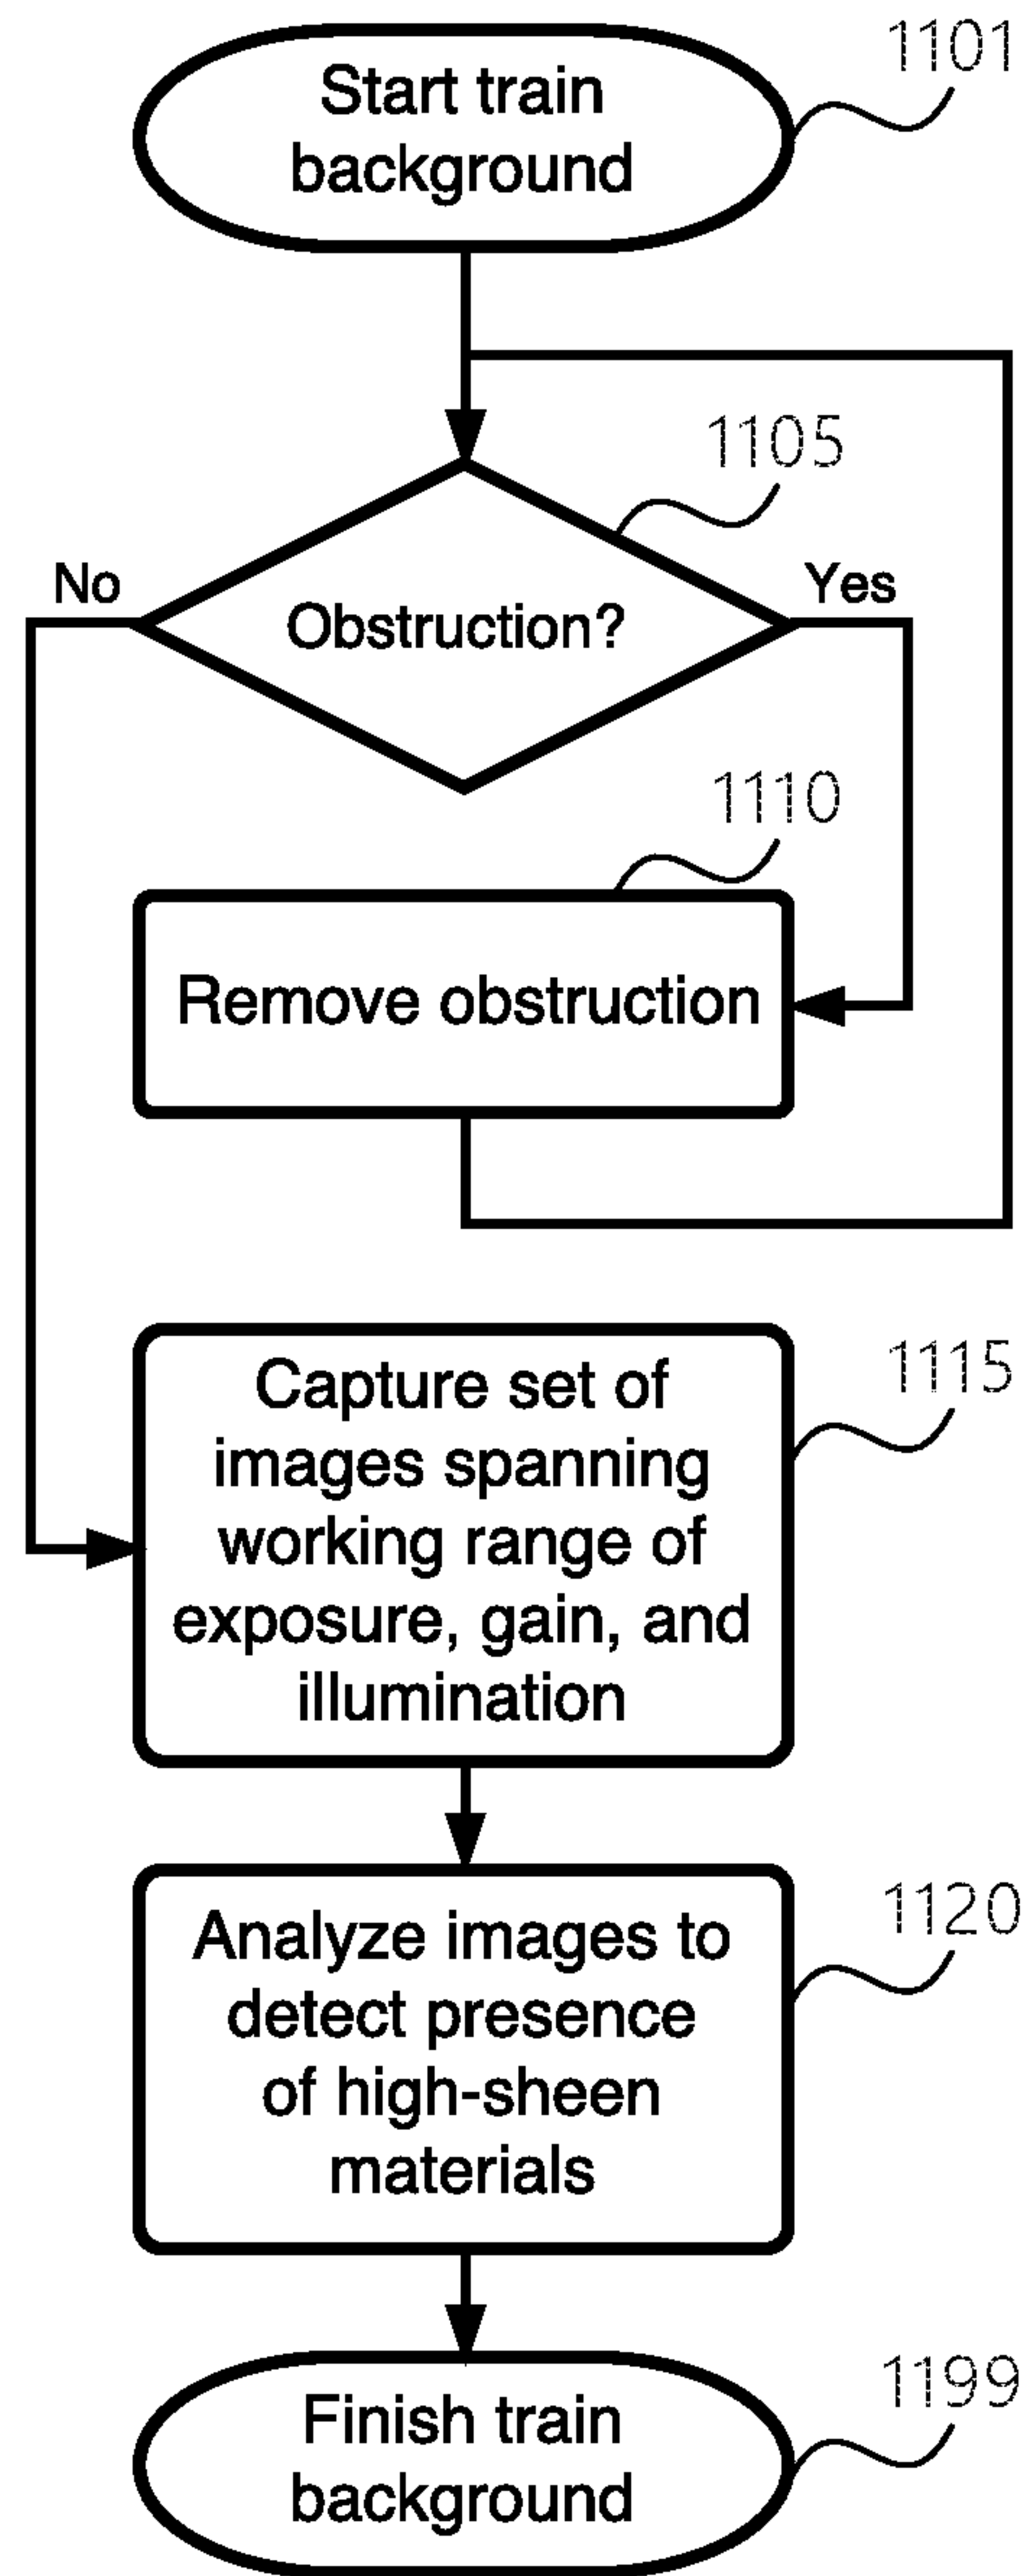 1101
Start train
background
1105
No
Yes
Obstruction?
1110
Remove obstruction
1115
Capture set of
images spanning
working range of
exposure, gain, and
illumination
1120
Analyze images to
detect presence
of high-sheen
materials
1199
Finish train
background